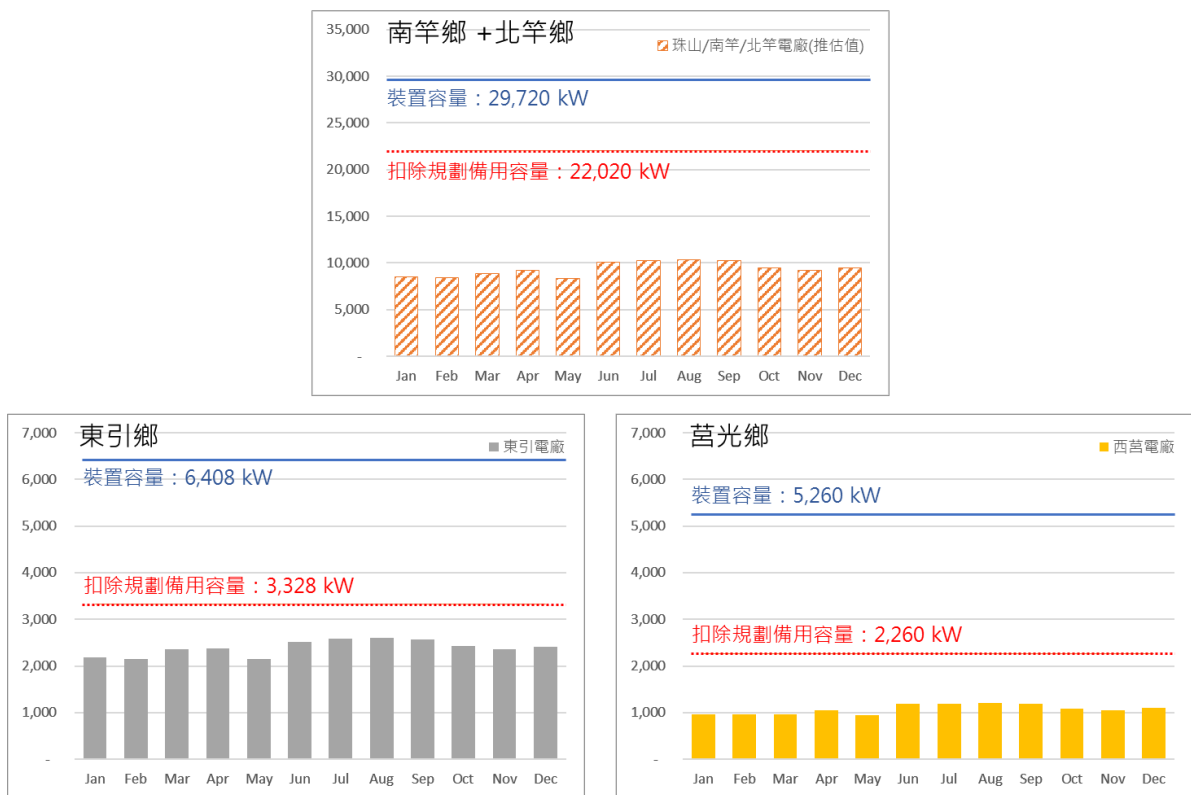 南竿鄉 +北竿鄉
珠山/南竿/北竿電廠(推估值)
35,000
30,000
裝置容量：29,720 kW
25,000
扣除規劃備用容量：22,020 kW
20,000
15,000
10,000
5,000
-
Jan Feb Mar Apr May Jun Jul Aug Sep Oct Nov Dec
東引鄉
東引電廠
7,000
裝置容量：6,408 kW
6,000
5,000
4,000
扣除規劃備用容量：3,328 kW
3,000
2,000
1,000
-
Jan Feb Mar Apr May Jun Jul Aug Sep Oct Nov Dec
莒光鄉
西莒電廠
7,000
6,000
裝置容量：5,260 kW
5,000
4,000
3,000
扣除規劃備用容量：2,260 kW
2,000
1,000
-
Jan Feb Mar Apr May Jun Jul Aug Sep Oct Nov Dec